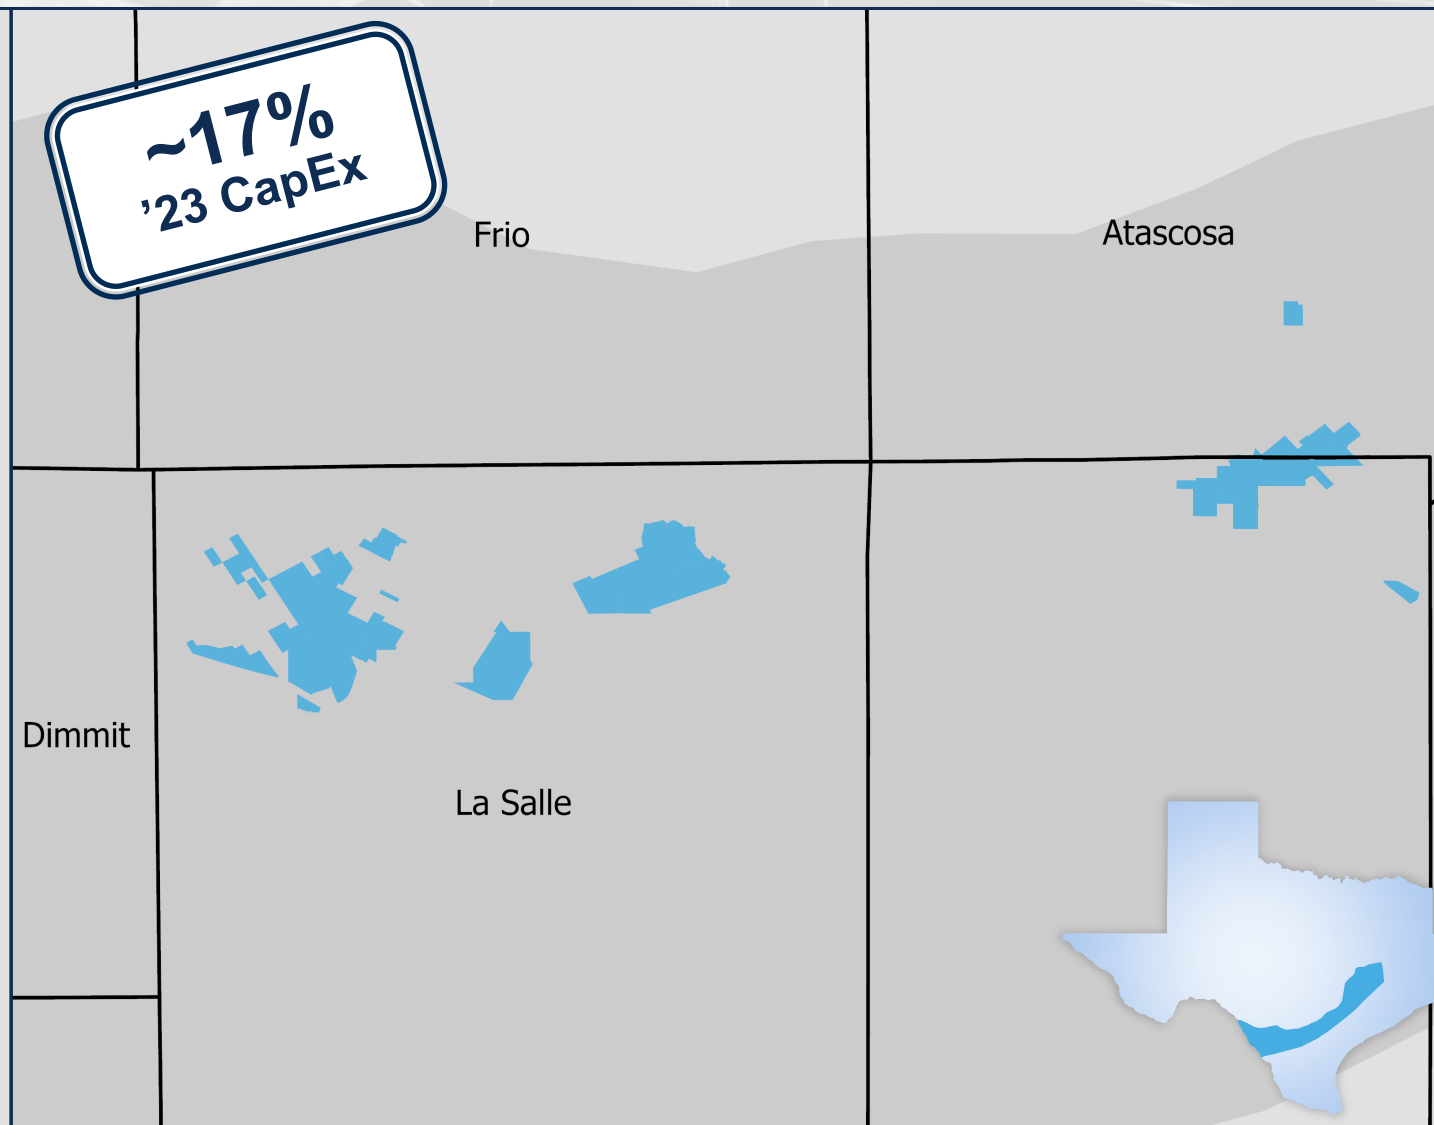 ~17%
’23 CapEx
Frio
Atascosa
Dimmit
La Salle